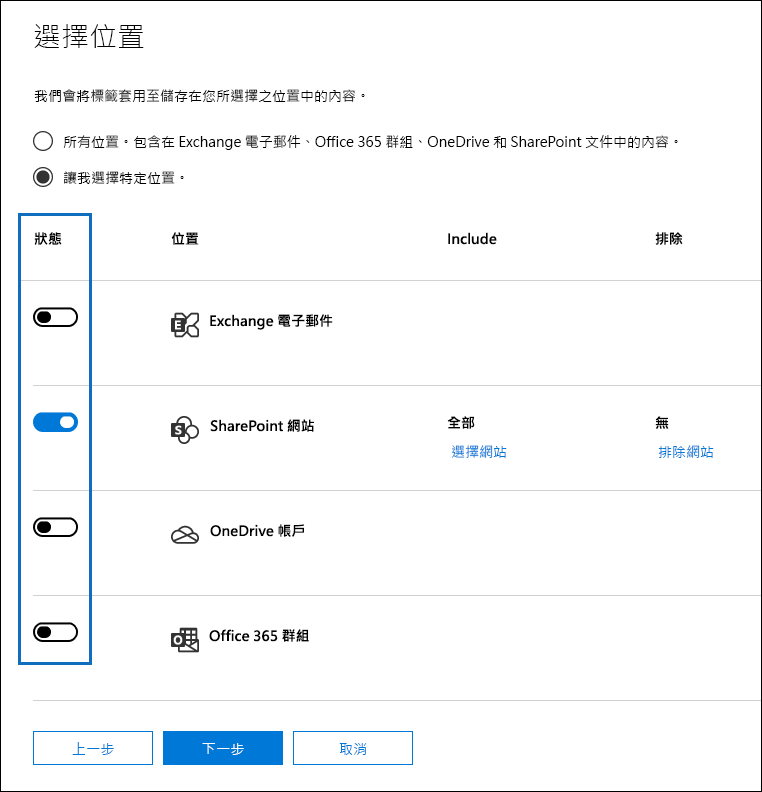 選擇位置
我們會將標籤套用至儲存在您所選擇之位置中的內容。
所有位置。包含在 Exchange 電子郵件、Office 365 群組、OneDrive 和 SharePoint 文件中的內容。
讓我選擇特定位置。
狀態 位置 Include 排除
Exchange 電子郵件
SharePoint 網站 全部 無
選擇網站 排除網站
OneDrive 帳戶
Office 365 群組
上一步 下一步 取消